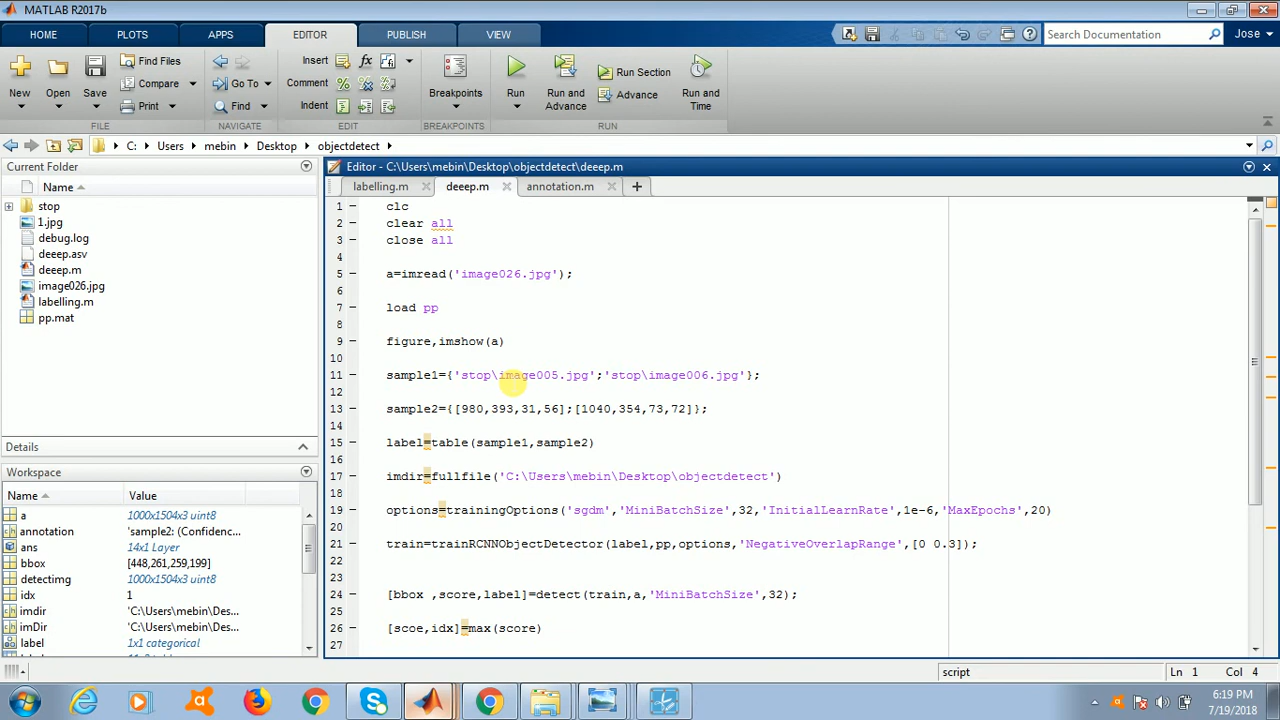 MATLAB R2017b
HOME PLOTS APPS EDITOR PUBLISH VIEW
Search Documentation
Jose
New Open Save
Find Files
Compare
Print
Go To
Find
Insert
Comment
Indent
Breakpoints
Run
Run and Advance
Run Section
Advance
Run and Time
FILE NAVIGATE EDIT BREAKPOINTS RUN
C: Users mebin Desktop objectdetect
Current Folder
Name
stop
1.jpg
debug.log
deeep.asv
deeep.m
image026.jpg
labelling.m
pp.mat
Details
Workspace
Name Value
a 1000x1504x3 uint8
annotation 'sample2: (Confidenc...
ans 14x1 Layer
bbox [448,261,259,199]
detectimg 1000x1504x3 uint8
idx 1
imdir 'C:\Users\mebin\Des...
imDir 'C:\Users\mebin\Des...
label 1x1 categorical
Editor - C:\Users\mebin\Desktop\objectdetect\deeep.m
labelling.m deeep.m annotation.m
1 clc
2 clear all
3 close all
4
5 a=imread('image026.jpg');
6
7 load pp
8
9 figure,imshow(a)
10
11 sample1={'stop\image005.jpg';'stop\image006.jpg'};
12
13 sample2={[980,393,31,56];[1040,354,73,72]};
14
15 label=table(sample1,sample2)
16
17 imdir=fullfile('C:\Users\mebin\Desktop\objectdetect')
18
19 options=trainingOptions('sgdm','MiniBatchSize',32,'InitialLearnRate',1e-6,'MaxEpochs',20)
20
21 train=trainRCNNObjectDetector(label,pp,options,'NegativeOverlapRange',[0 0.3]);
22
23
24 [bbox ,score,label]=detect(train,a,'MiniBatchSize',32);
25
26 [scoe,idx]=max(score)
27
script
Ln 1 Col 4
6:19 PM
7/19/2018